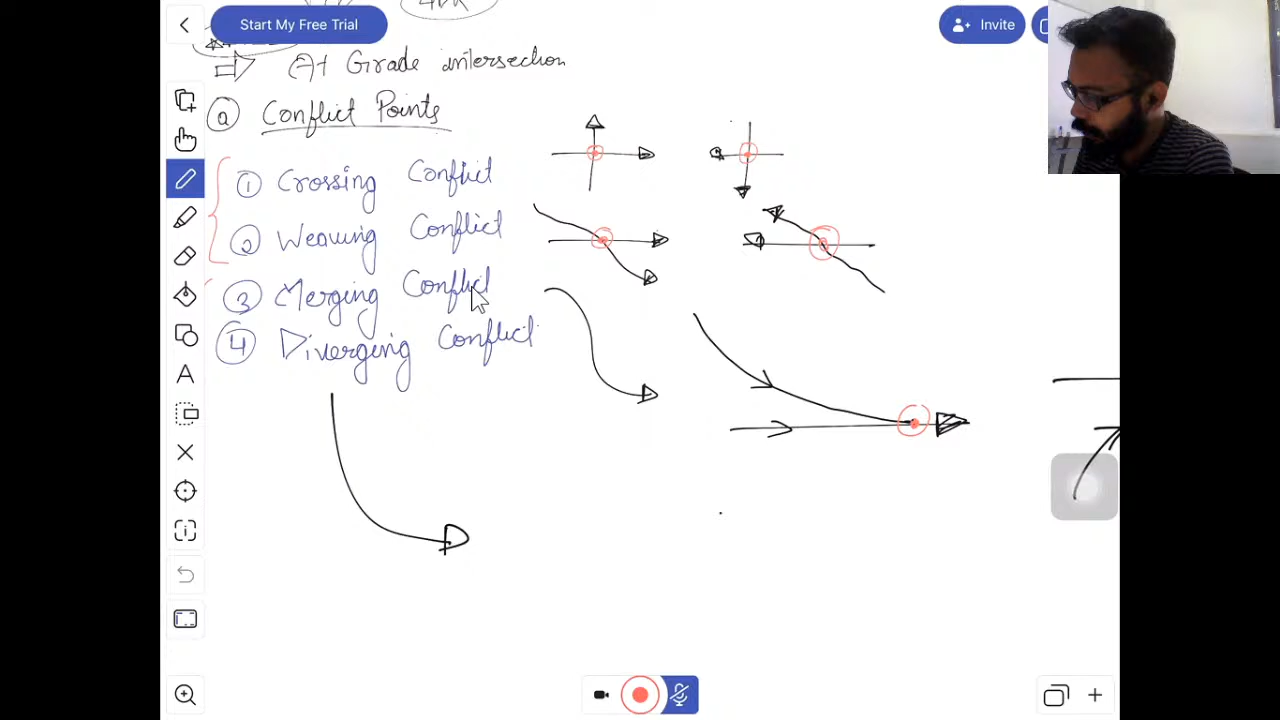 Start My Free Trial
Invite
At Grade intersection
a Conflict Points
1 Crossing Conflict
2 Weaving Conflict
3 Merging Conflict
4 Diverging Conflict